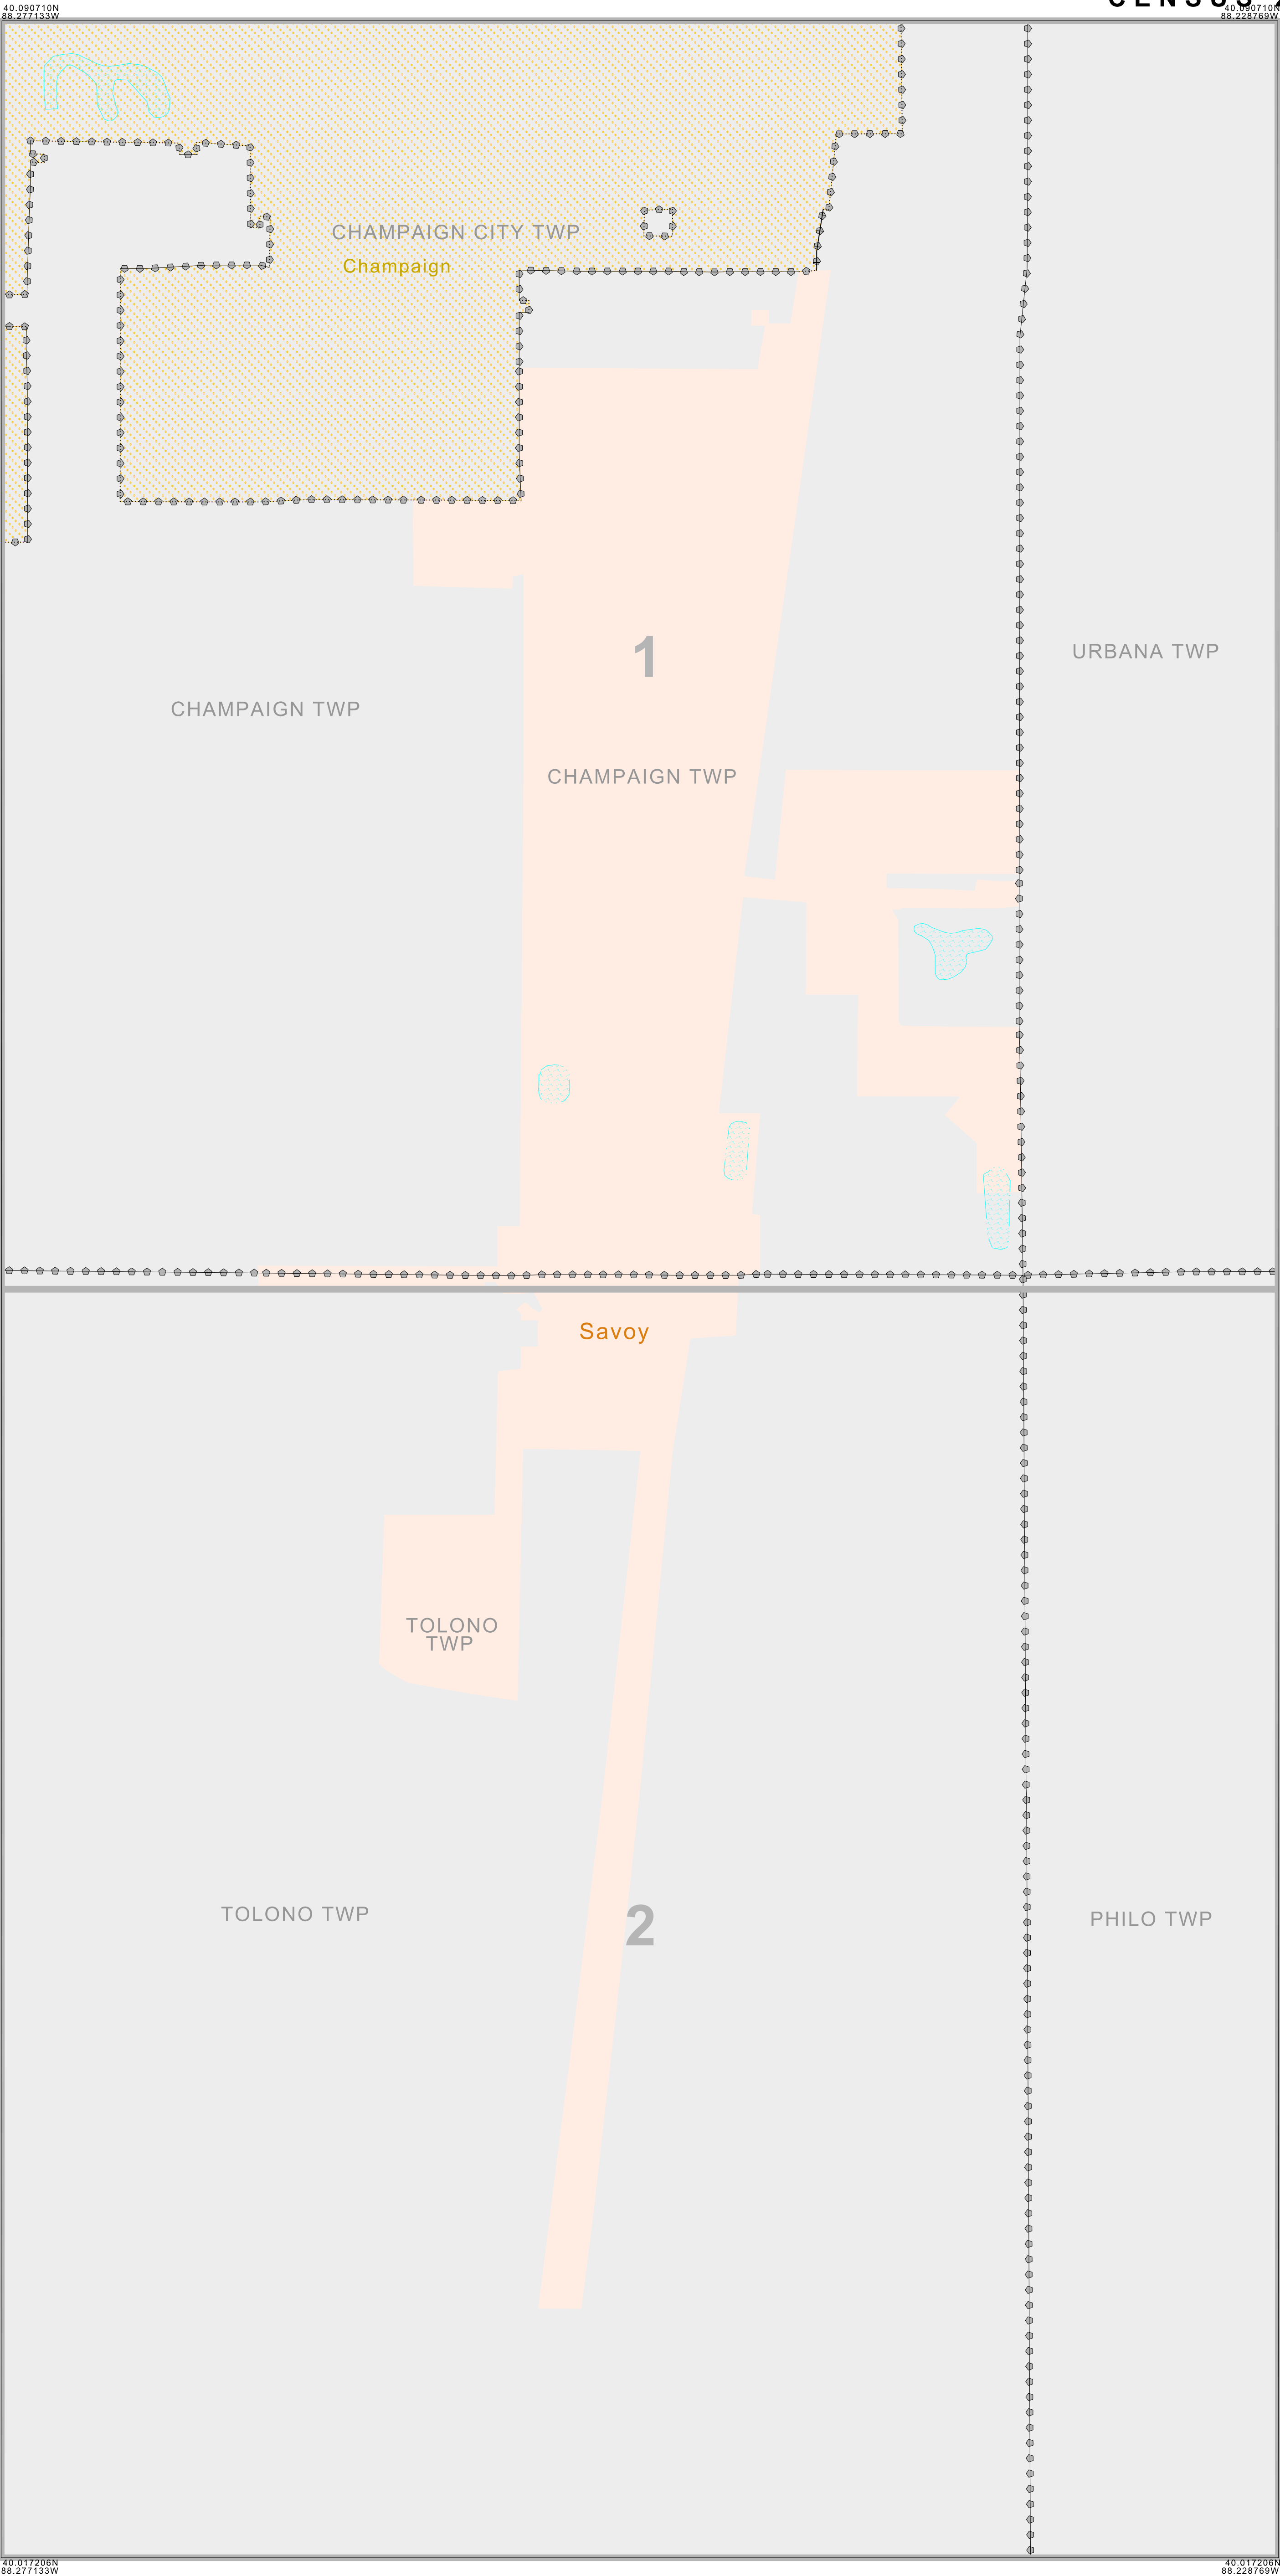 CENSUS
40.090710N
88.277133W
40.090710N
88.228769W
CHAMPAIGN CITY TWP
Champaign
1
URBANA TWP
CHAMPAIGN TWP
CHAMPAIGN TWP
Savoy
TOLONO
TWP
TOLONO TWP
2
PHILO TWP
40.017206N
88.277133W
40.017206N
88.228769W